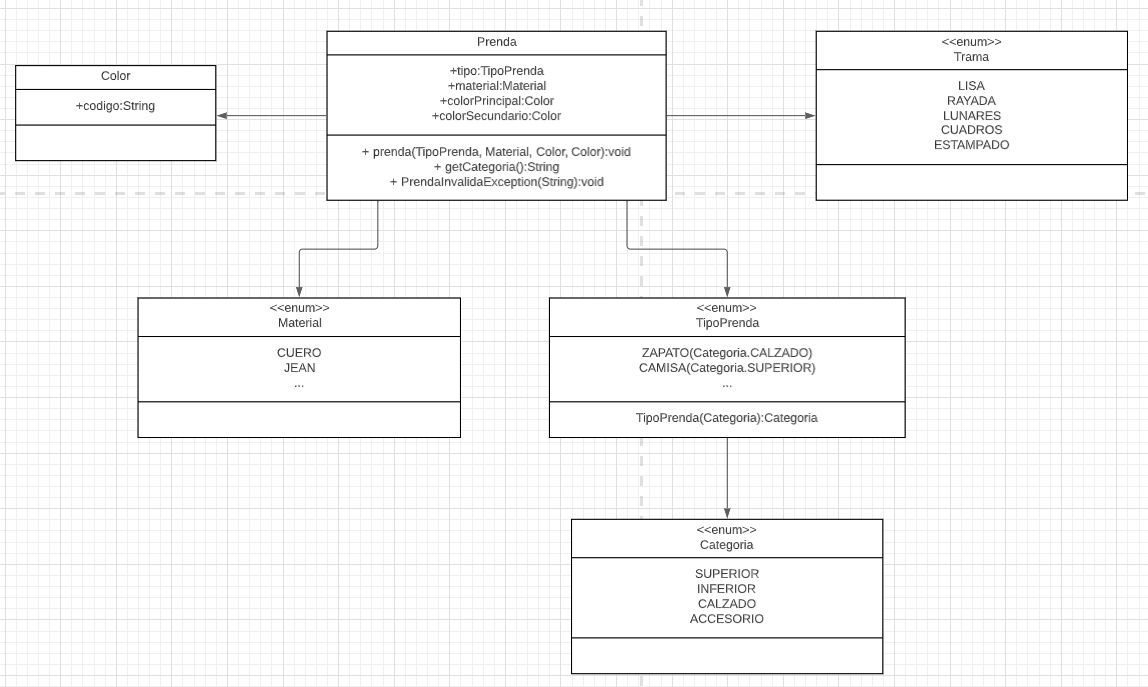 Color
+codigo:String
Prenda
+tipo:TipoPrenda
+material:Material
+colorPrincipal:Color
+colorSecundario:Color
+ prenda(TipoPrenda, Material, Color, Color):void
+ getCategoria():String
+ PrendaInvalidaException(String):void
<<enum>>
Trama
LISA
RAYADA
LUNARES
CUADROS
ESTAMPADO
<<enum>>
Material
CUERO
JEAN
...
<<enum>>
TipoPrenda
ZAPATO(Categoria.CALZADO)
CAMISA(Categoria.SUPERIOR)
...
TipoPrenda(Categoria):Categoria
<<enum>>
Categoria
SUPERIOR
INFERIOR
CALZADO
ACCESORIO